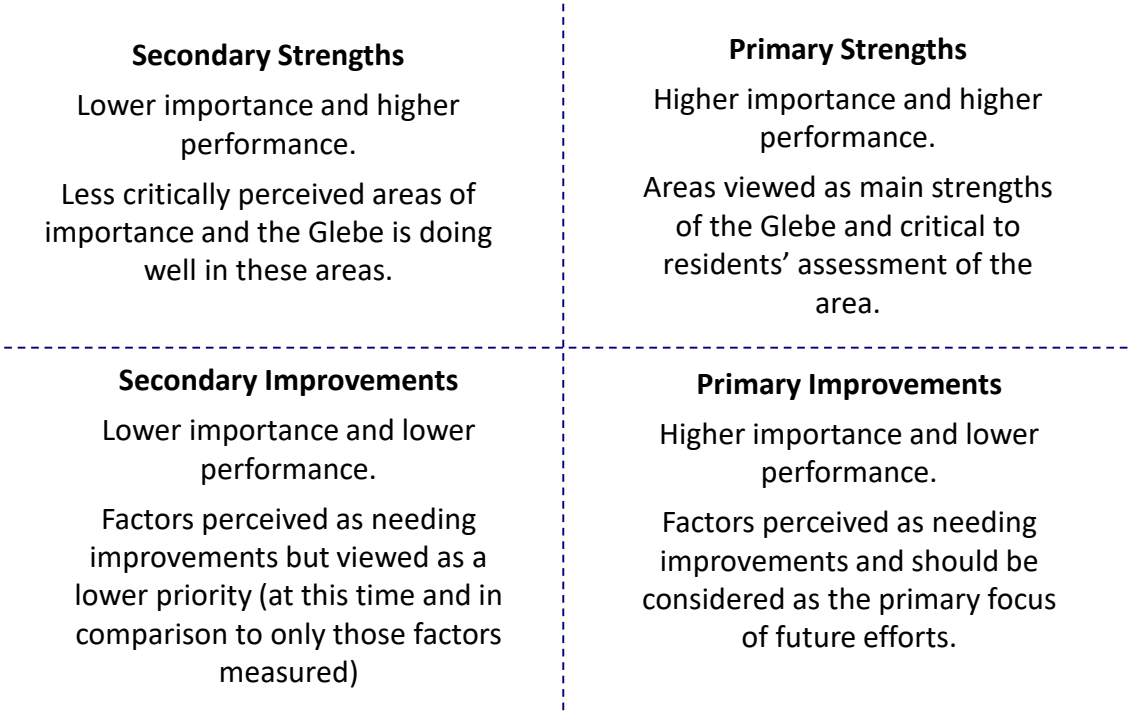 Secondary Strengths
Lower importance and higher
performance.
Less critically perceived areas of
importance and the Glebe is doing
well in these areas.
Primary Strengths
Higher importance and higher
performance.
Areas viewed as main strengths
of the Glebe and critical to
residents’ assessment of the
area.
Secondary Improvements
Lower importance and lower
performance.
Factors perceived as needing
improvements but viewed as a
lower priority (at this time and in
comparison to only those factors
measured)
Primary Improvements
Higher importance and lower
performance.
Factors perceived as needing
improvements and should be
considered as the primary focus
of future efforts.